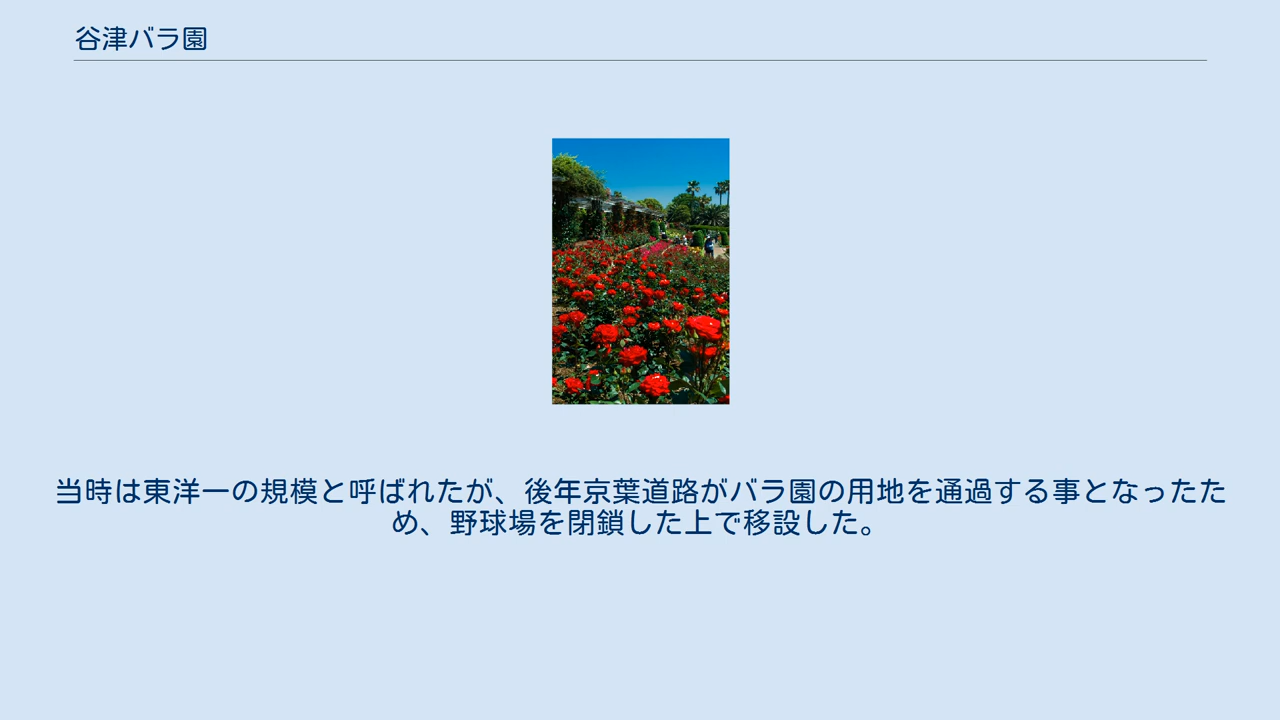 谷津バラ園
当時は東洋一の規模と呼ばれたが、後年京葉道路がバラ園の用地を通過する事となったた
め、野球場を閉鎖した上で移設した。